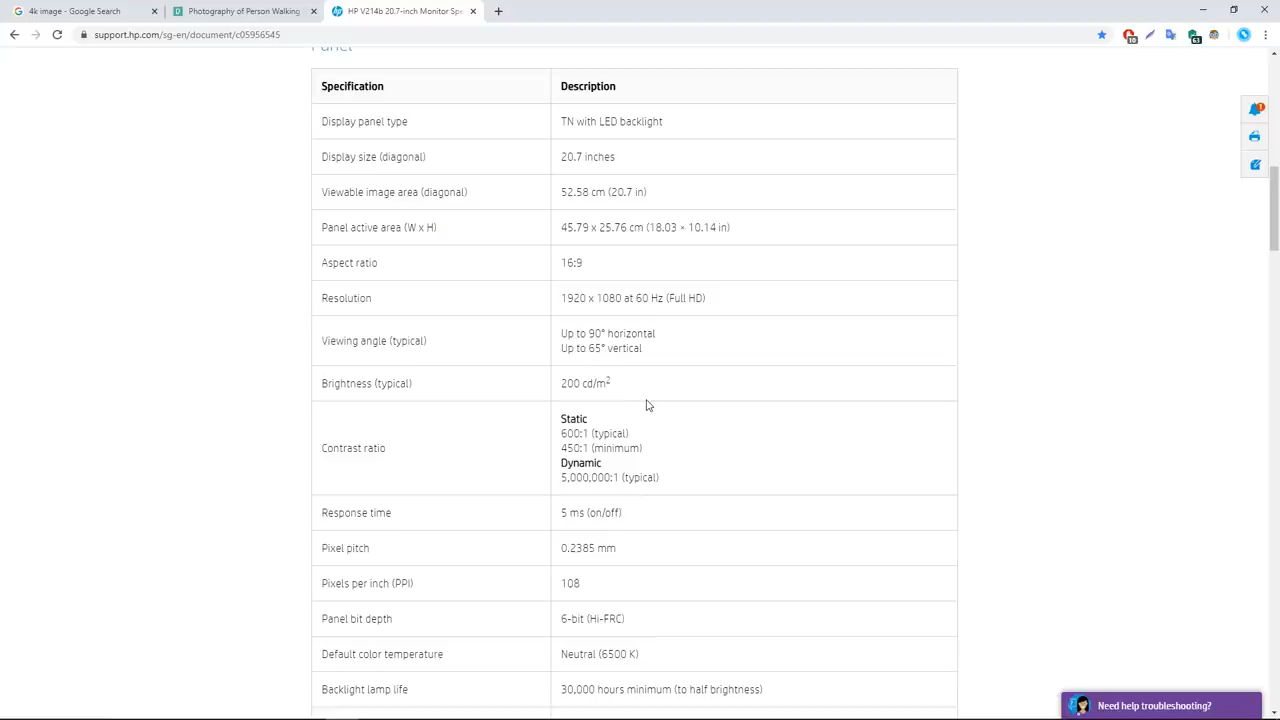 4k image - Google Search
Photography of Person Walking
HP V214b 20.7-inch Monitor Spe
support.hp.com/sg-en/document/c05956545
10
63
Panel
Specification
Description
Display panel type
TN with LED backlight
Display size (diagonal)
20.7 inches
Viewable image area (diagonal)
52.58 cm (20.7 in)
Panel active area (W x H)
45.79 x 25.76 cm (18.03 × 10.14 in)
Aspect ratio
16:9
Resolution
1920 x 1080 at 60 Hz (Full HD)
Viewing angle (typical)
Up to 90° horizontal
Up to 65° vertical
Brightness (typical)
200 cd/m²
Contrast ratio
Static
600:1 (typical)
450:1 (minimum)
Dynamic
5,000,000:1 (typical)
Response time
5 ms (on/off)
Pixel pitch
0.2385 mm
Pixels per inch (PPI)
108
Panel bit depth
6-bit (Hi-FRC)
Default color temperature
Neutral (6500 K)
Backlight lamp life
30,000 hours minimum (to half brightness)
1
Need help troubleshooting?